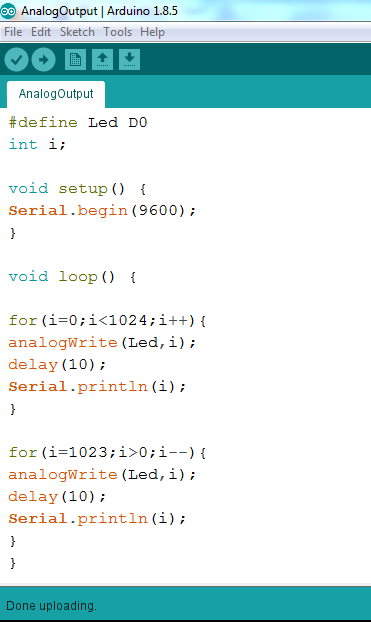 AnalogOutput | Arduino 1.8.5
File Edit Sketch Tools Help
AnalogOutput
#define Led D0
int i;
void setup() {
Serial.begin(9600);
}
void loop() {
for(i=0;i<1024;i++){
analogWrite(Led,i);
delay(10);
Serial.println(i);
}
for(i=1023;i>0;i--){
analogWrite(Led,i);
delay(10);
Serial.println(i);
}
}
Done uploading.